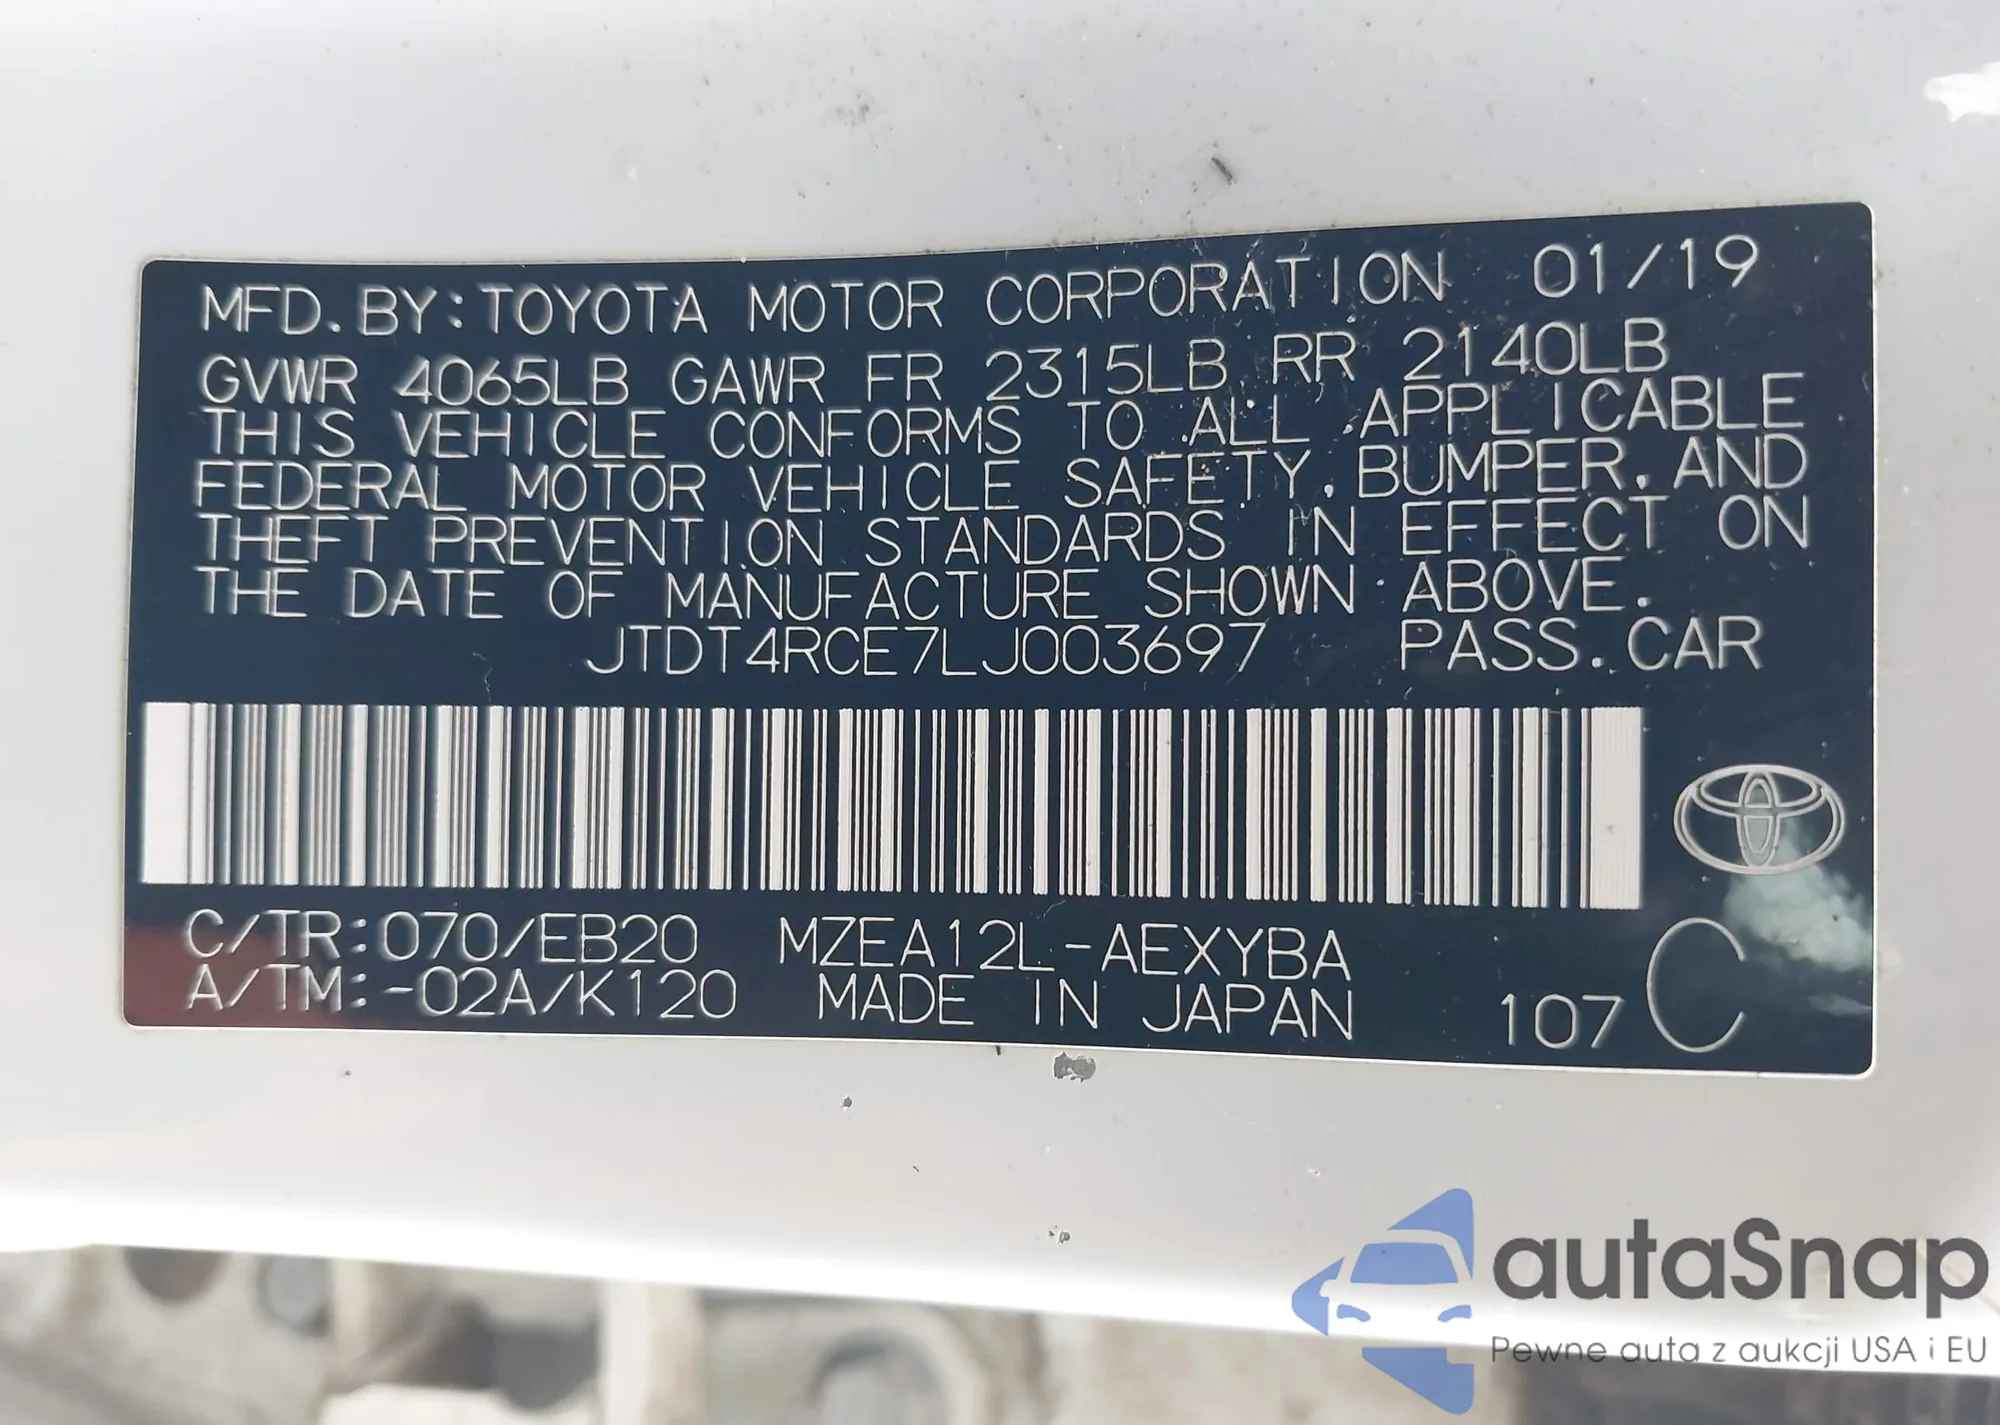 MFD. BY: TOYOTA MOTOR CORPORATION 01/19
GVWR 4065LB GAWR FR 2315LB RR 2140LB
THIS VEHICLE CONFORMS TO ALL APPLICABLE
FEDERAL MOTOR VEHICLE SAFETY, BUMPER, AND
THEFT PREVENTION STANDARDS IN EFFECT ON
THE DATE OF MANUFACTURE SHOWN ABOVE.
JTDT4RCE7LJ003697 PASS. CAR
C/TR: 070/EB20 MZEA12L-AEXYBA
A/TM: -02A/K120 MADE IN JAPAN 107 C
autaSnap
Pewne auta z aukcji USA i EU